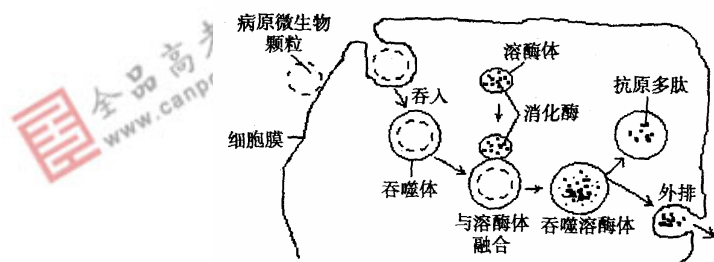 病原微生物
颗粒
溶酶体
抗原多肽
吞入
消化酶
细胞膜
吞噬体
与溶酶体
融合
吞噬溶酶体
外排
全品高考
www.canp